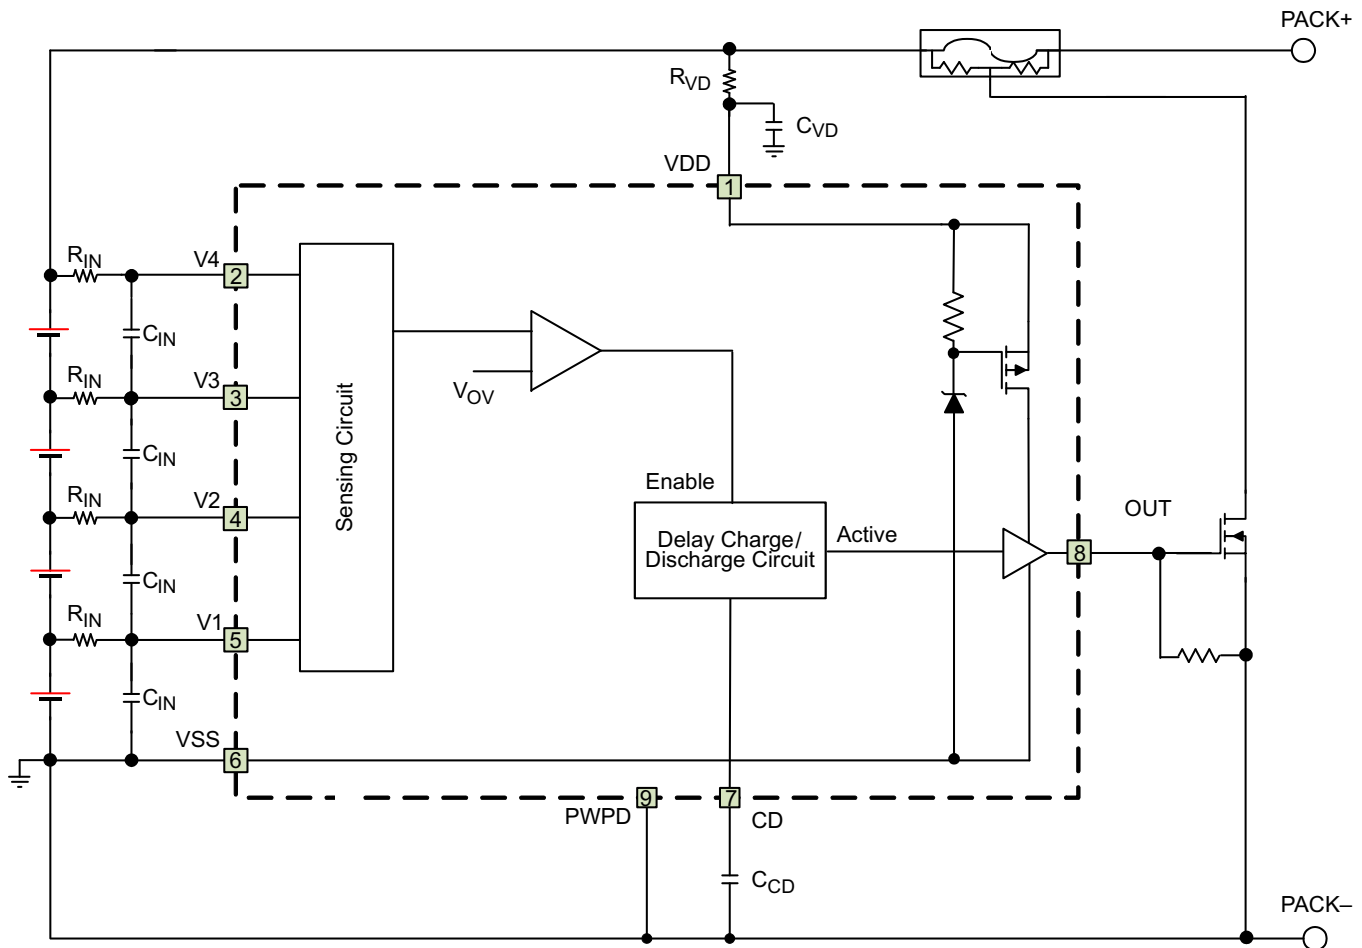 PACK+
RVD
CVD
VDD
1
RIN
V4
2
CIN
RIN
V3
3
VOV
Sensing Circuit
CIN
Enable
RIN
V2
4
OUT
Delay Charge/
Discharge Circuit
Active
8
CIN
RIN
V1
5
CIN
VSS
6
9
7
PWPD
CD
CCD
PACK–